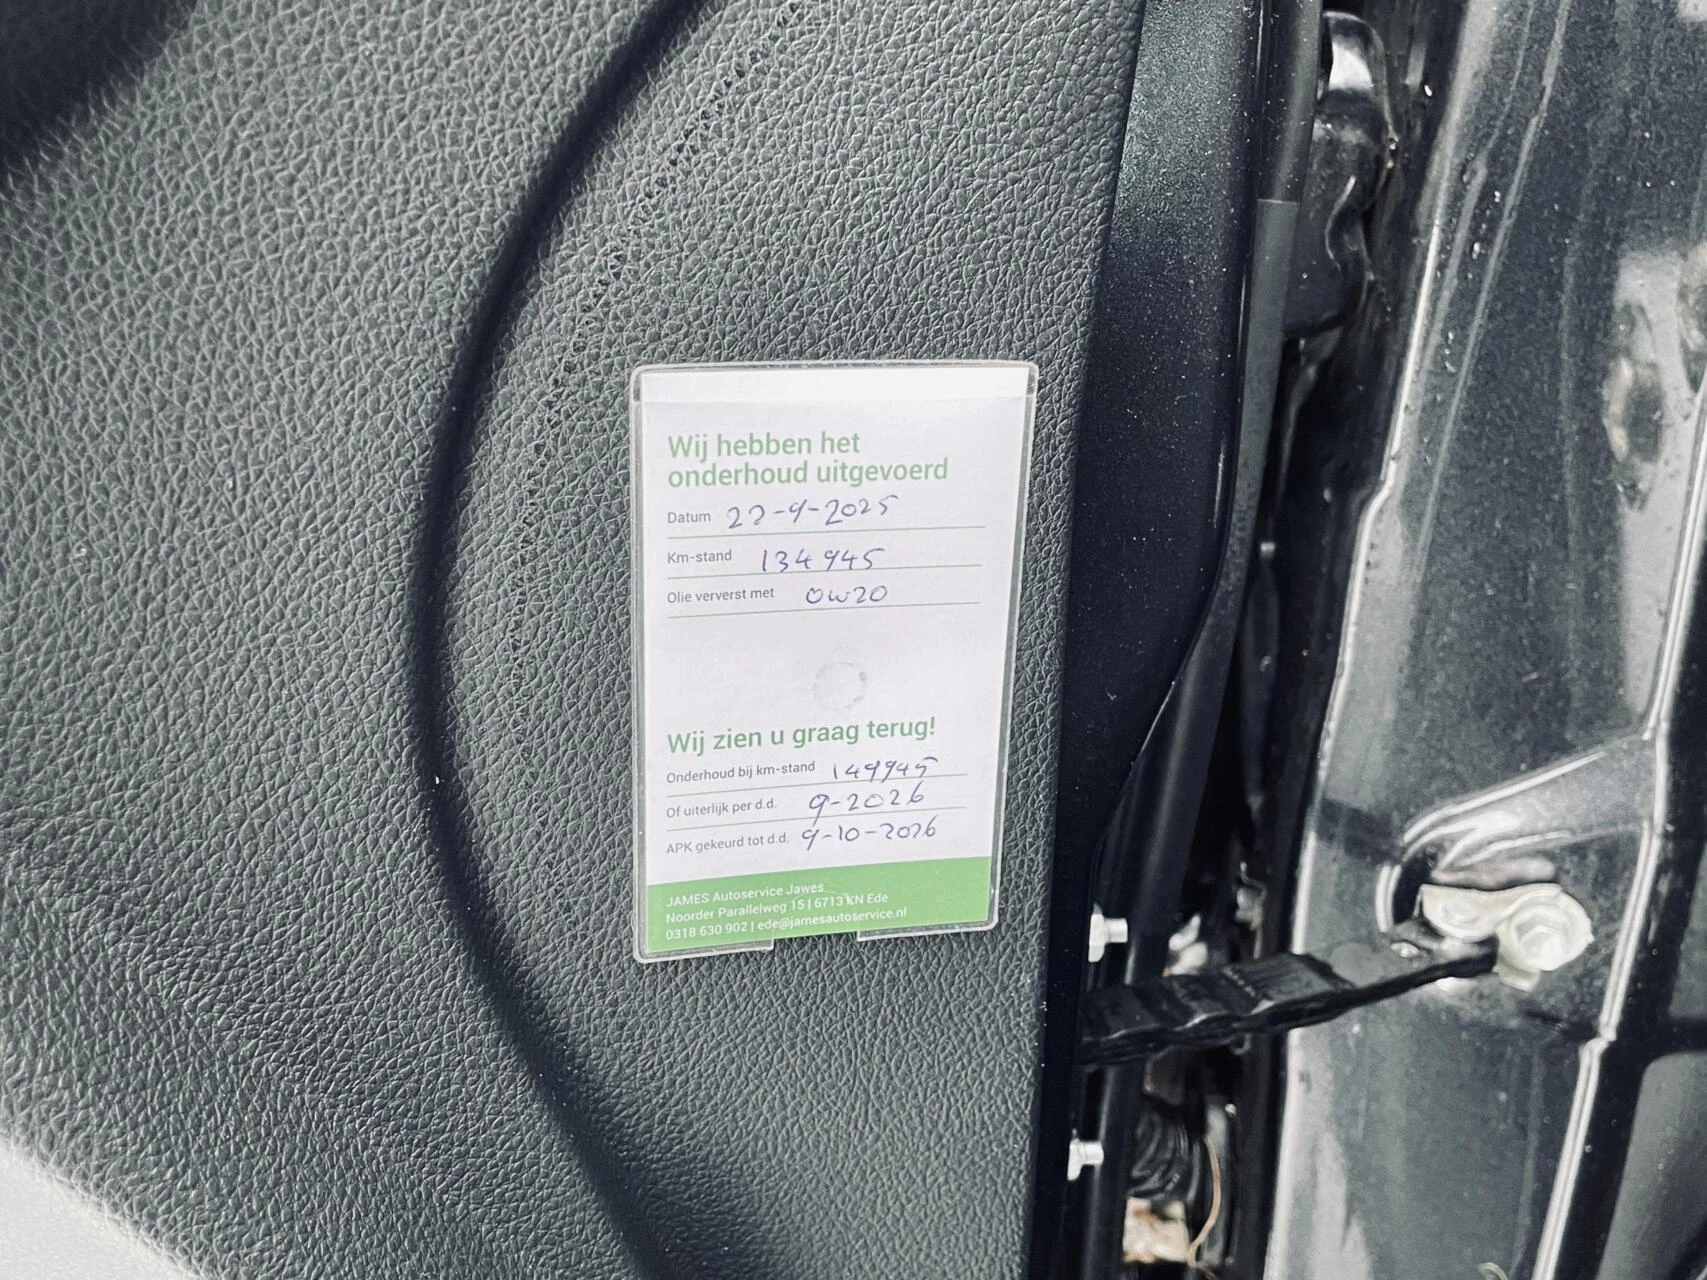 Wij hebben het
onderhoud uitgevoerd
Datum 22-9-2025
Km-stand 134945
Olie ververst met 0w20
Wij zien u graag terug!
Onderhoud bij km-stand 149945
Of uiterlijk per d.d. 9-2026
APK gekeurd tot d.d. 9-10-2026
JAMES Autoservice Jawes
Noorder Parallelweg 15 | 6713 KN Ede
0318 630 902 | ede@jamesautoservice.nl